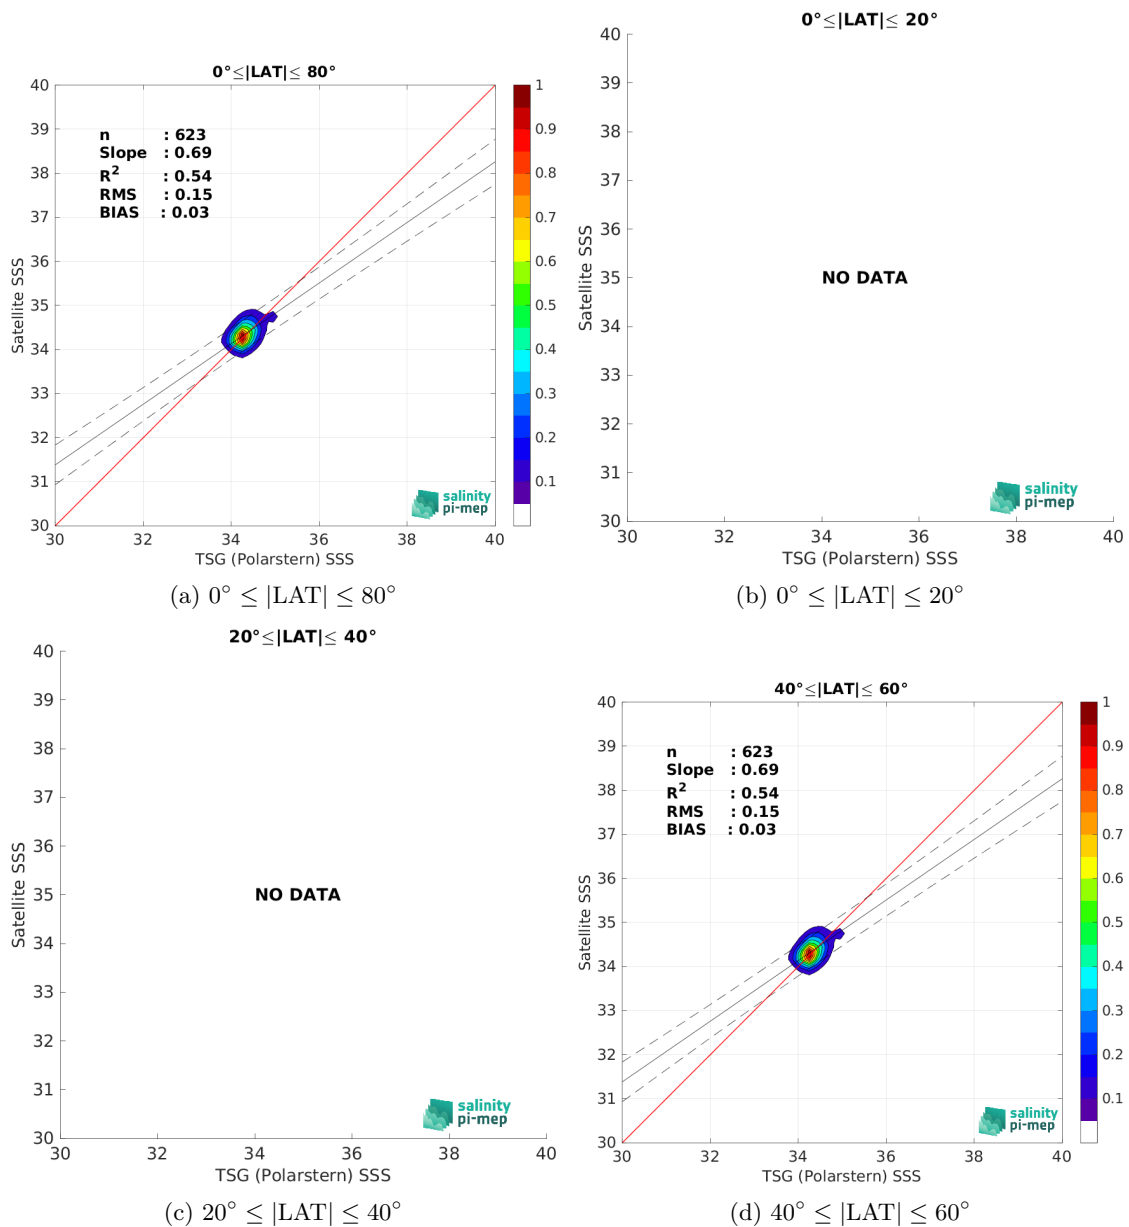 0°≤|LAT|≤ 80°
40
39
38
37
36
35
34
33
32
31
30
Satellite SSS
n : 623
Slope : 0.69
R² : 0.54
RMS : 0.15
BIAS : 0.03
salinity
pi-mep
30 32 34 36 38 40
TSG (Polarstern) SSS
1
0.9
0.8
0.7
0.6
0.5
0.4
0.3
0.2
0.1
(a) 0° ≤ |LAT| ≤ 80°
0°≤|LAT|≤ 20°
40
39
38
37
36
35
34
33
32
31
30
Satellite SSS
NO DATA
salinity
pi-mep
30 32 34 36 38 40
TSG (Polarstern) SSS
(b) 0° ≤ |LAT| ≤ 20°
20°≤|LAT|≤ 40°
40
39
38
37
36
35
34
33
32
31
30
Satellite SSS
NO DATA
salinity
pi-mep
30 32 34 36 38 40
TSG (Polarstern) SSS
(c) 20° ≤ |LAT| ≤ 40°
40°≤|LAT|≤ 60°
40
39
38
37
36
35
34
33
32
31
30
Satellite SSS
n : 623
Slope : 0.69
R² : 0.54
RMS : 0.15
BIAS : 0.03
salinity
pi-mep
30 32 34 36 38 40
TSG (Polarstern) SSS
1
0.9
0.8
0.7
0.6
0.5
0.4
0.3
0.2
0.1
(d) 40° ≤ |LAT| ≤ 60°